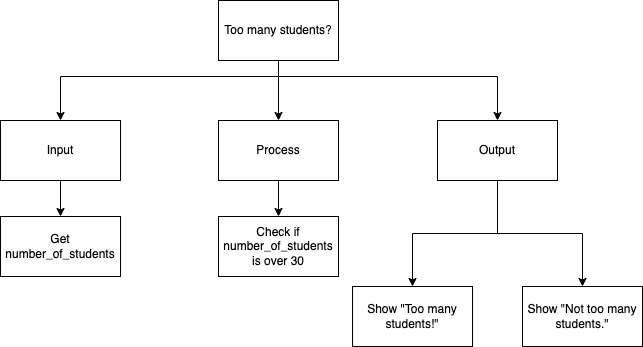 Too many students?
Input
Process
Output
Get
number_of_students
Check if
number_of_students
is over 30
Show "Too many
students!"
Show "Not too many
students."